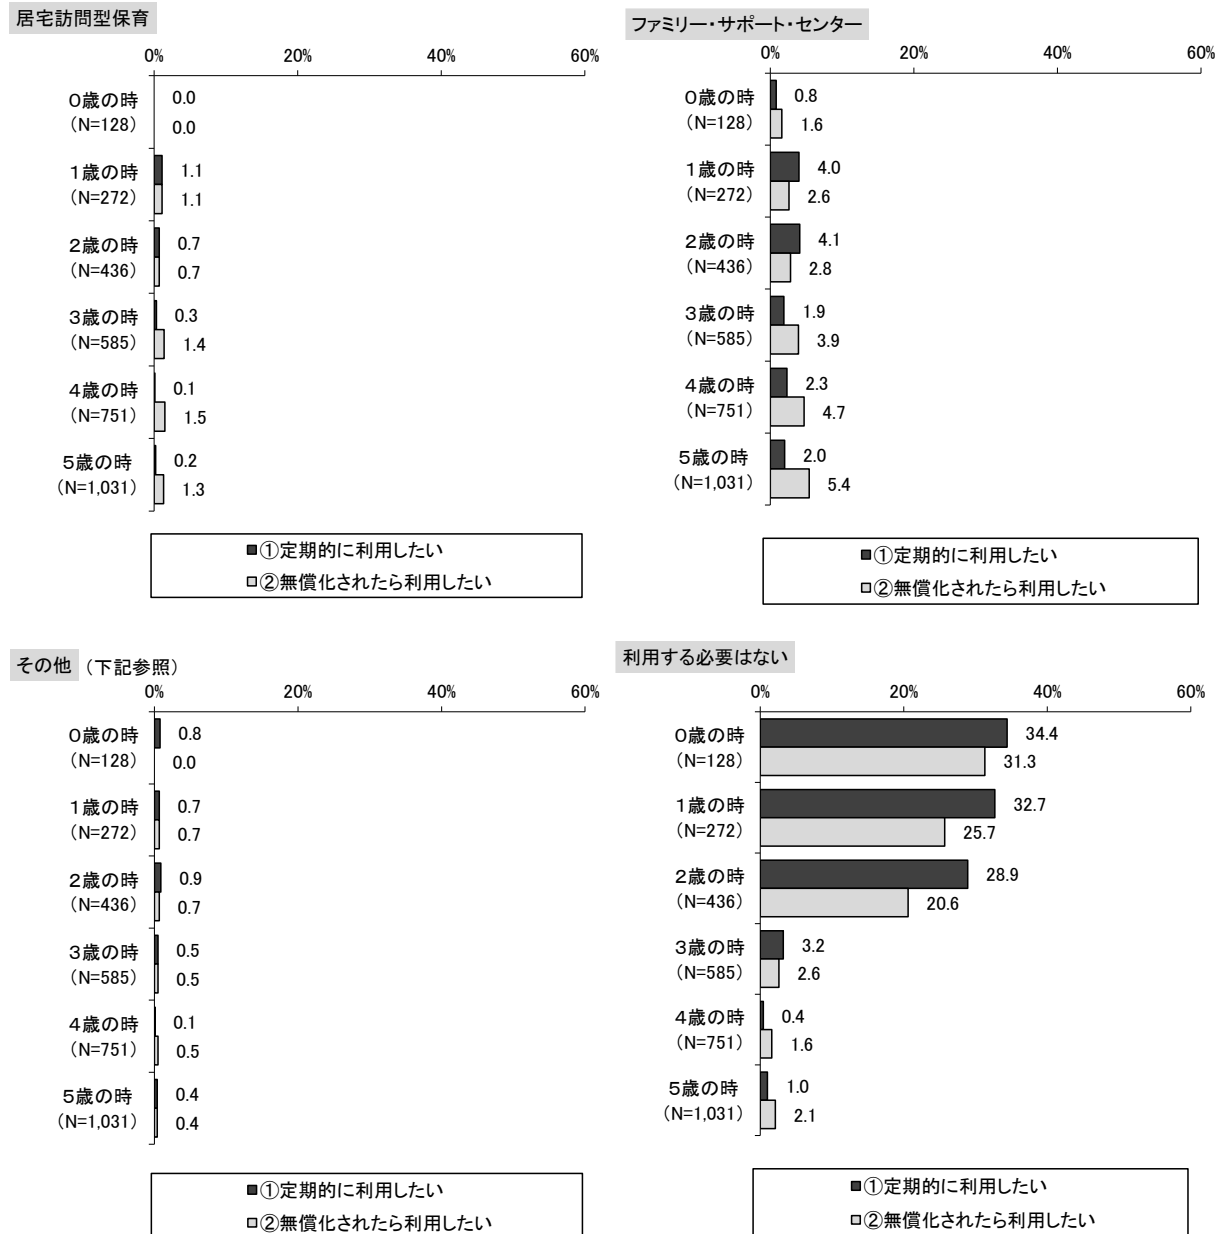 居宅訪問型保育
0%
20%
40%
60%
0歳の時
(N=128)
0.0
0.0
1歳の時
(N=272)
1.1
1.1
2歳の時
(N=436)
0.7
0.7
3歳の時
(N=585)
0.3
1.4
4歳の時
(N=751)
0.1
1.5
5歳の時
(N=1,031)
0.2
1.3
■①定期的に利用したい
□②無償化されたら利用したい
ファミリー・サポート・センター
0%
20%
40%
60%
0歳の時
(N=128)
0.8
1.6
1歳の時
(N=272)
4.0
2.6
2歳の時
(N=436)
4.1
2.8
3歳の時
(N=585)
1.9
3.9
4歳の時
(N=751)
2.3
4.7
5歳の時
(N=1,031)
2.0
5.4
■①定期的に利用したい
□②無償化されたら利用したい
その他 (下記参照)
0%
20%
40%
60%
0歳の時
(N=128)
0.8
0.0
1歳の時
(N=272)
0.7
0.7
2歳の時
(N=436)
0.9
0.7
3歳の時
(N=585)
0.5
0.5
4歳の時
(N=751)
0.1
0.5
5歳の時
(N=1,031)
0.4
0.4
■①定期的に利用したい
□②無償化されたら利用したい
利用する必要はない
0%
20%
40%
60%
0歳の時
(N=128)
34.4
31.3
1歳の時
(N=272)
32.7
25.7
2歳の時
(N=436)
28.9
20.6
3歳の時
(N=585)
3.2
2.6
4歳の時
(N=751)
0.4
1.6
5歳の時
(N=1,031)
1.0
2.1
■①定期的に利用したい
□②無償化されたら利用したい